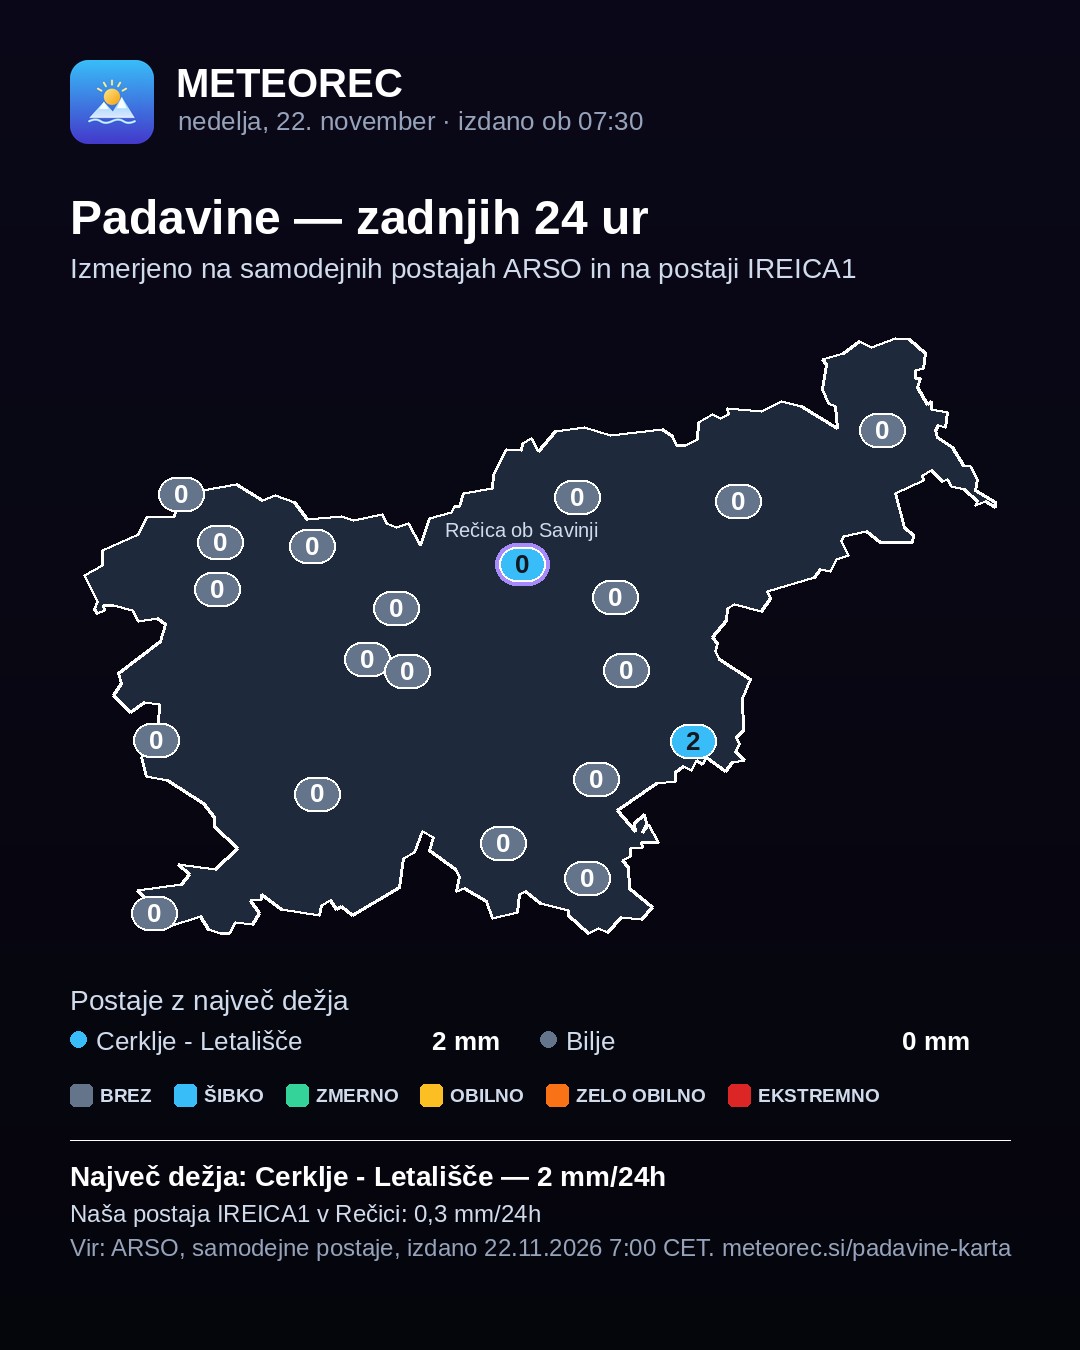 METEOREC
nedelja, 22. november · izdano ob 07:30
Padavine — zadnjih 24 ur
Izmerjeno na samodejnih postajah ARSO in na postaji IREICA1
0
0
0
0
0
0
0
Rečica ob Savinji
0
0
0
0
0
0
0
0
2
0
0
0
0
0
Postaje z največ dežja
Cerklje - Letališče 2 mm Bilje 0 mm
BREZ ŠIBKO ZMERNO OBILNO ZELO OBILNO EKSTREMNO
Največ dežja: Cerklje - Letališče — 2 mm/24h
Naša postaja IREICA1 v Rečici: 0,3 mm/24h
Vir: ARSO, samodejne postaje, izdano 22.11.2026 7:00 CET. meteorec.si/padavine-karta